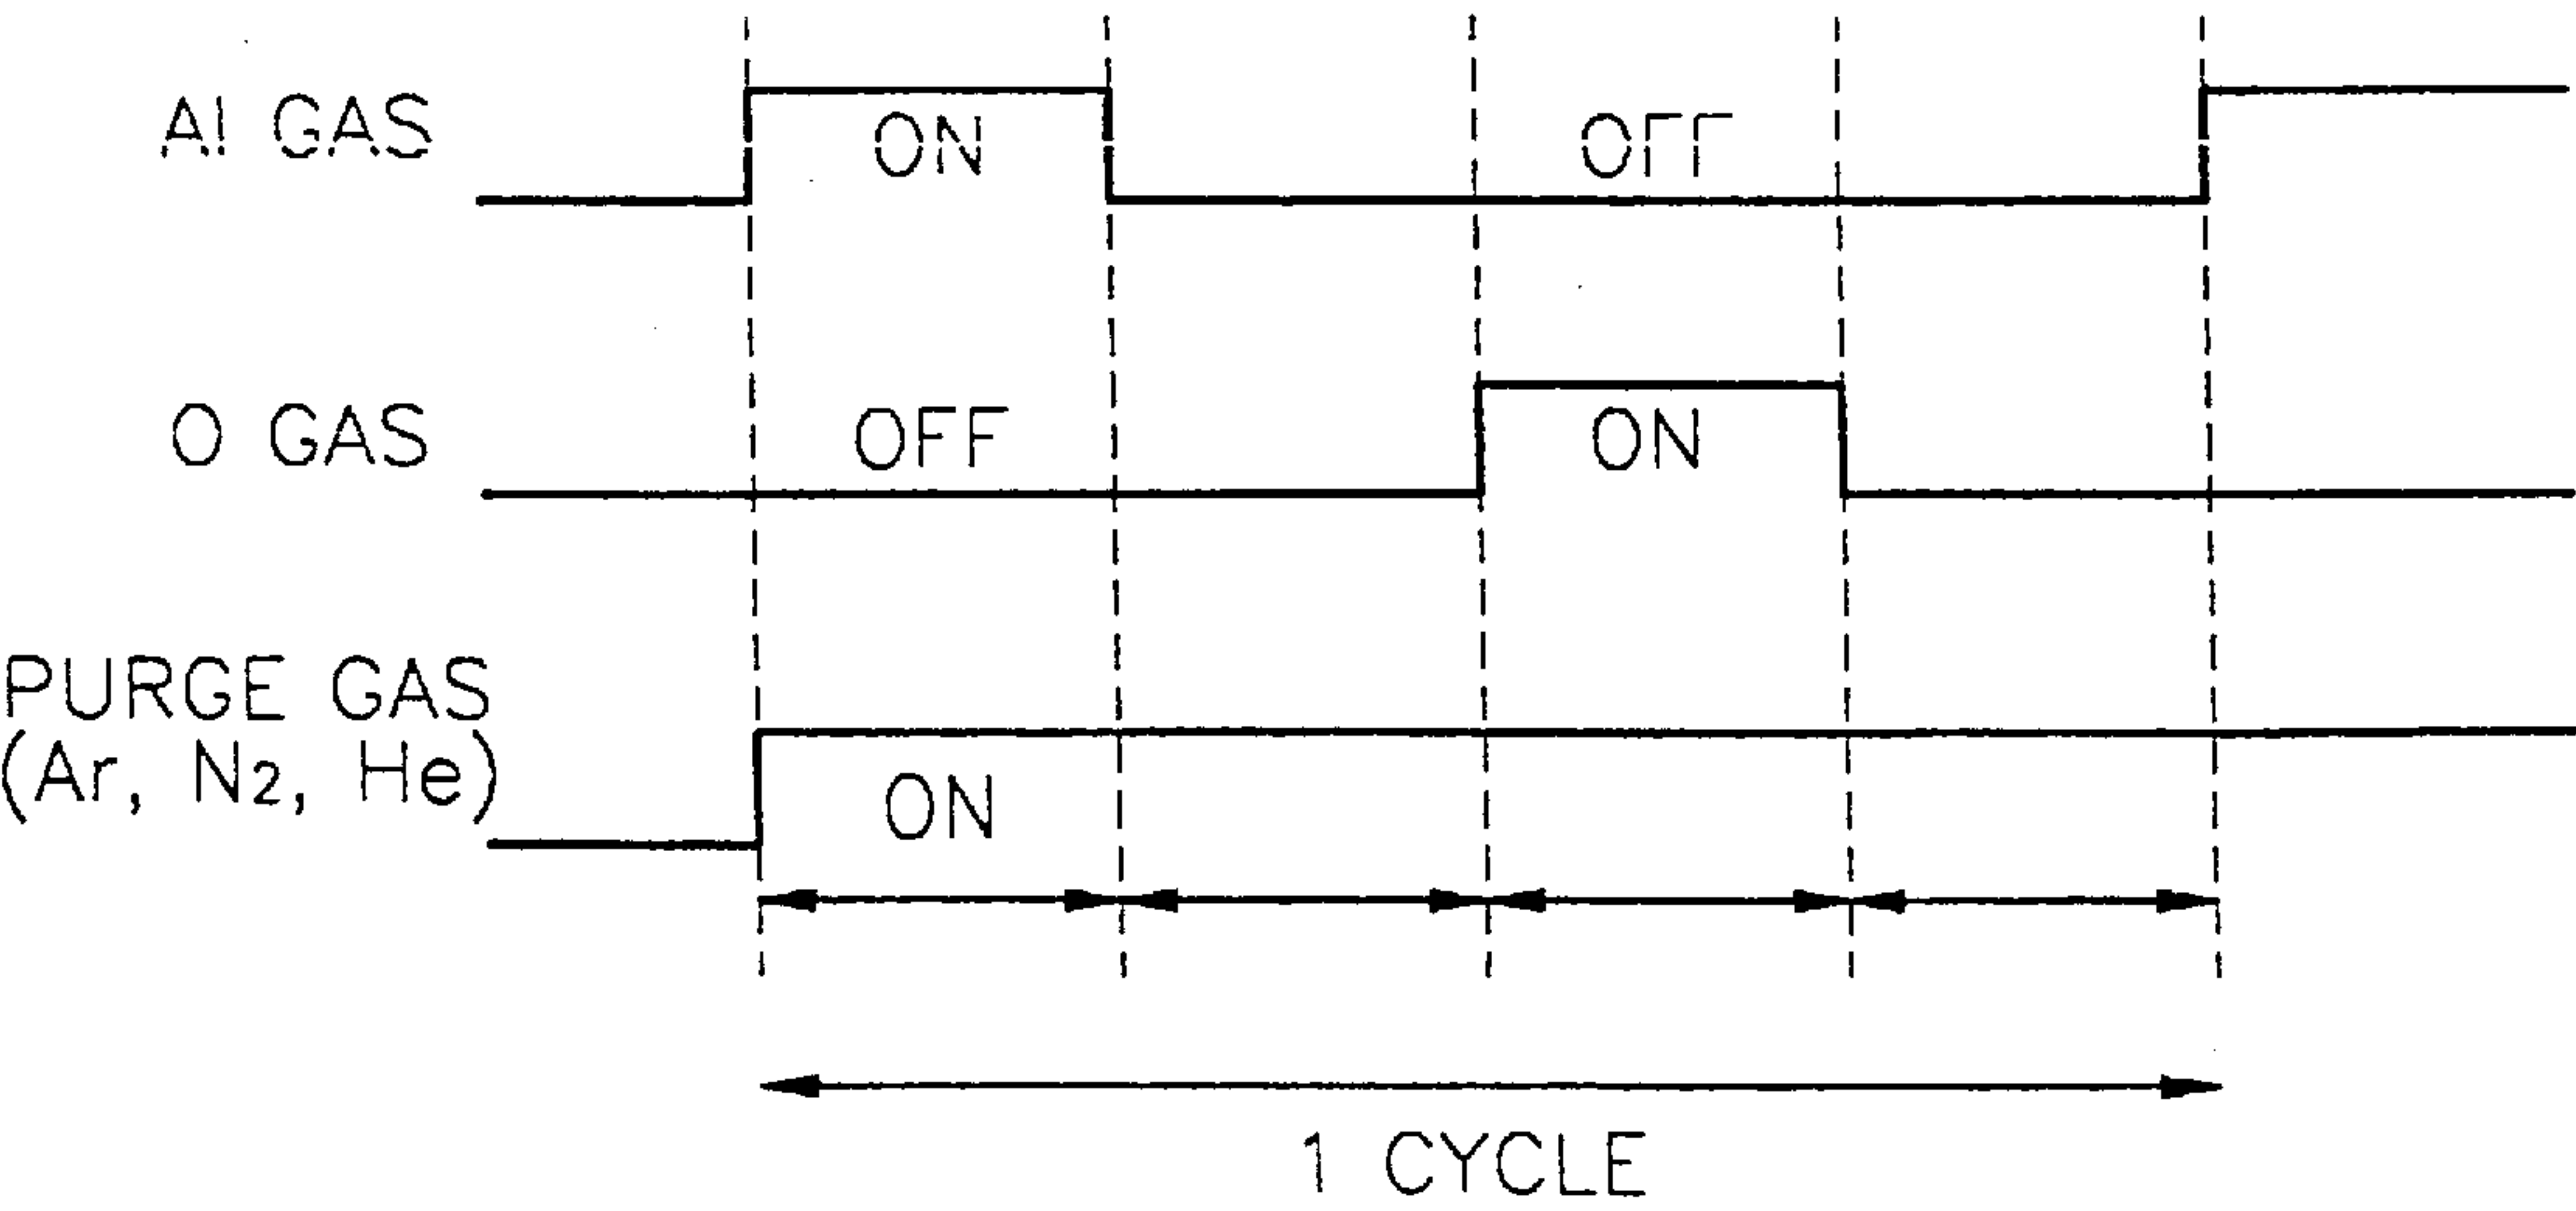 Al GAS
ON
OFF
O GAS
OFF
ON
PURGE GAS
(Ar, N2, He)
ON
1 CYCLE